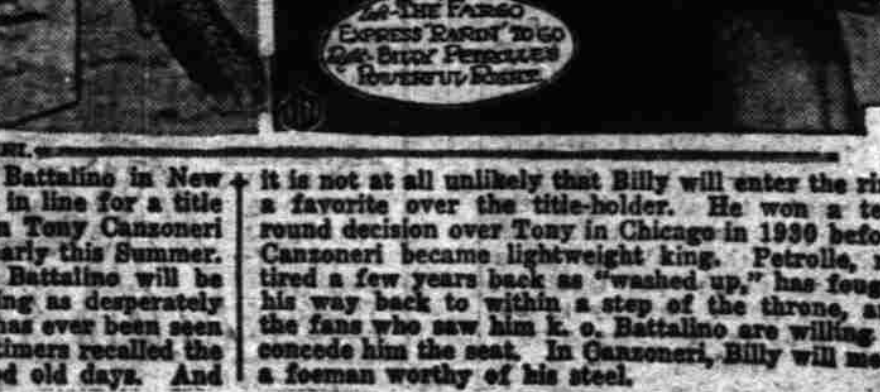 THE FARGO
EXPRESS RARIN' TO GO
BILLY PETROLLE'S
POWERFUL RIGHT.
Battalino in New
in line for a title
Tony Canzoneri
early this Summer.
Battalino will be
ing as desperately
has ever been seen
timers recalled the
old days. And
it is not at all unlikely that Billy will enter the ri
a favorite over the title-holder. He won a te
round decision over Tony in Chicago in 1930 befo
Canzoneri became lightweight king. Petrolle, r
tired a few years back as "washed up," has foug
his way back to within a step of the throne, a
the fans who saw him k. o. Battalino are willing
concede him the seat. In Canzoneri, Billy will me
a foeman worthy of his steel.